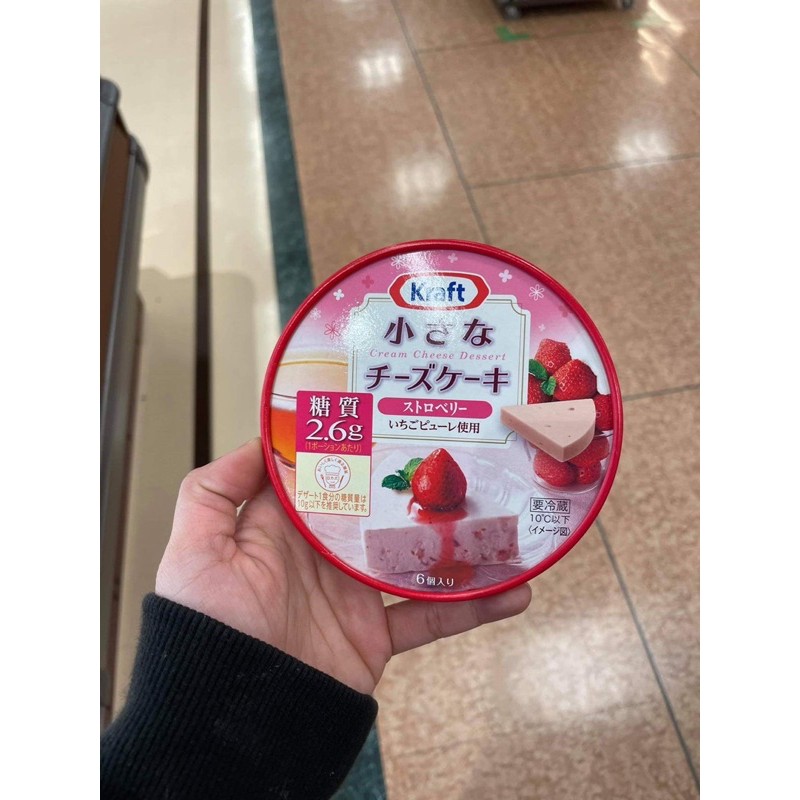 Kraft
小さな
Cream Cheese Dessert
チーズケーキ
ストロベリー
いちごピューレ使用
糖質
2.6g
(1ポーションあたり)
デザート1食分の糖質量は
10g以下を推奨しています。
要冷蔵
10℃以下
〈イメージ図〉
6個入り